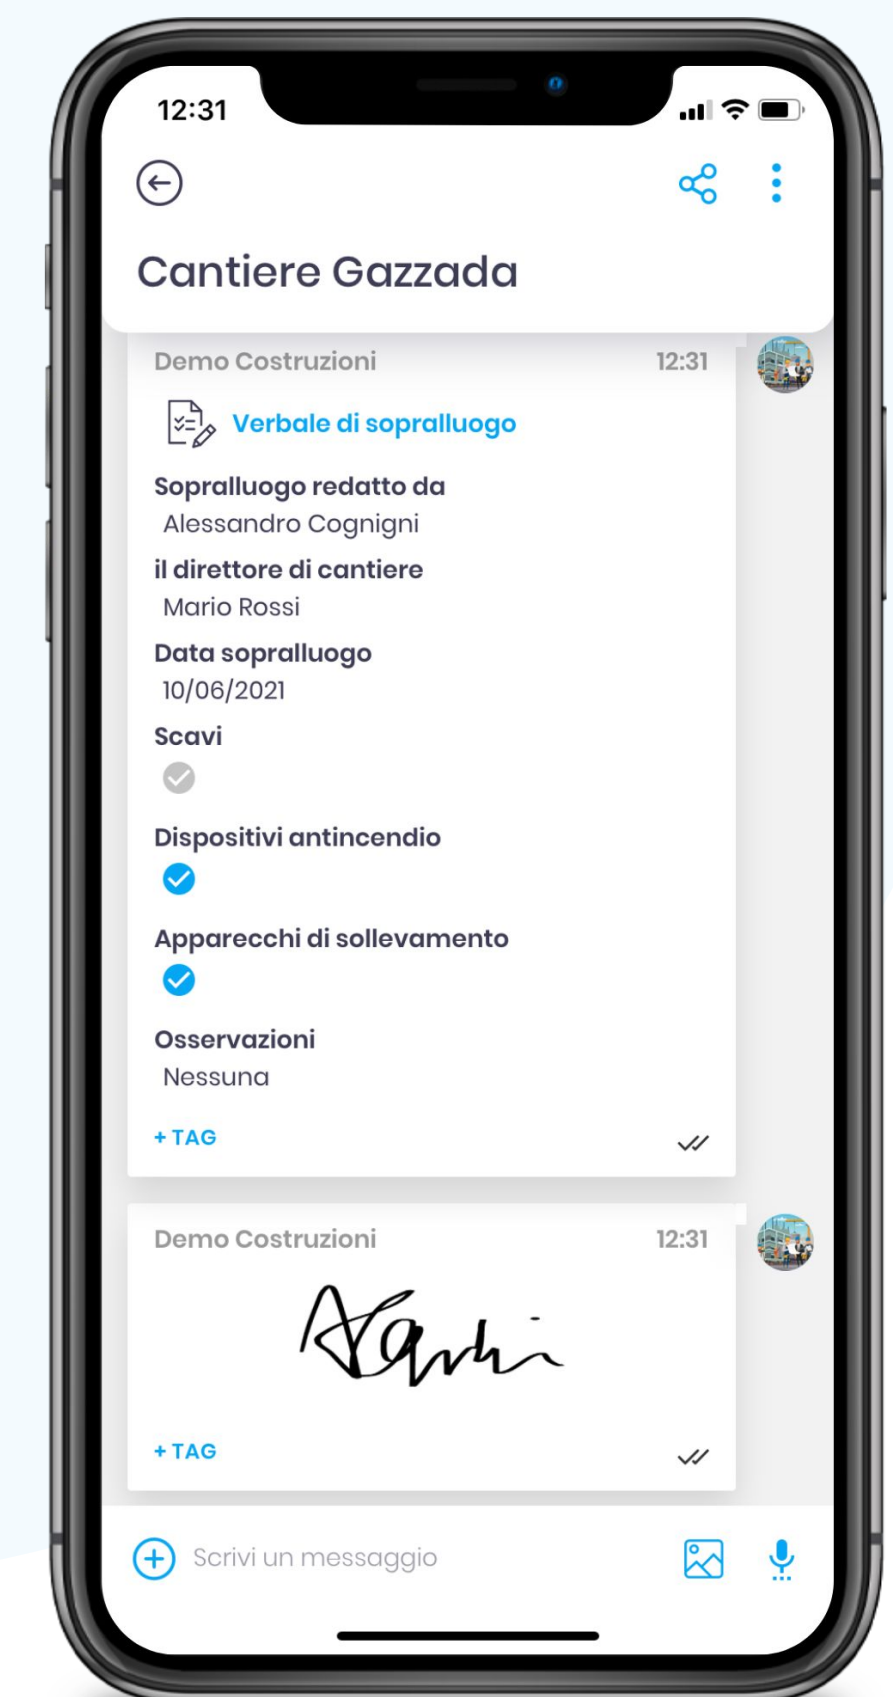 12:31
Cantiere Gazzada
Demo Costruzioni 12:31
Verbale di sopralluogo
Sopralluogo redatto da
Alessandro Cognigni
il direttore di cantiere
Mario Rossi
Data sopralluogo
10/06/2021
Scavi
Dispositivi antincendio
Apparecchi di sollevamento
Osservazioni
Nessuna
+ TAG
Demo Costruzioni 12:31
+ TAG
Scrivi un messaggio